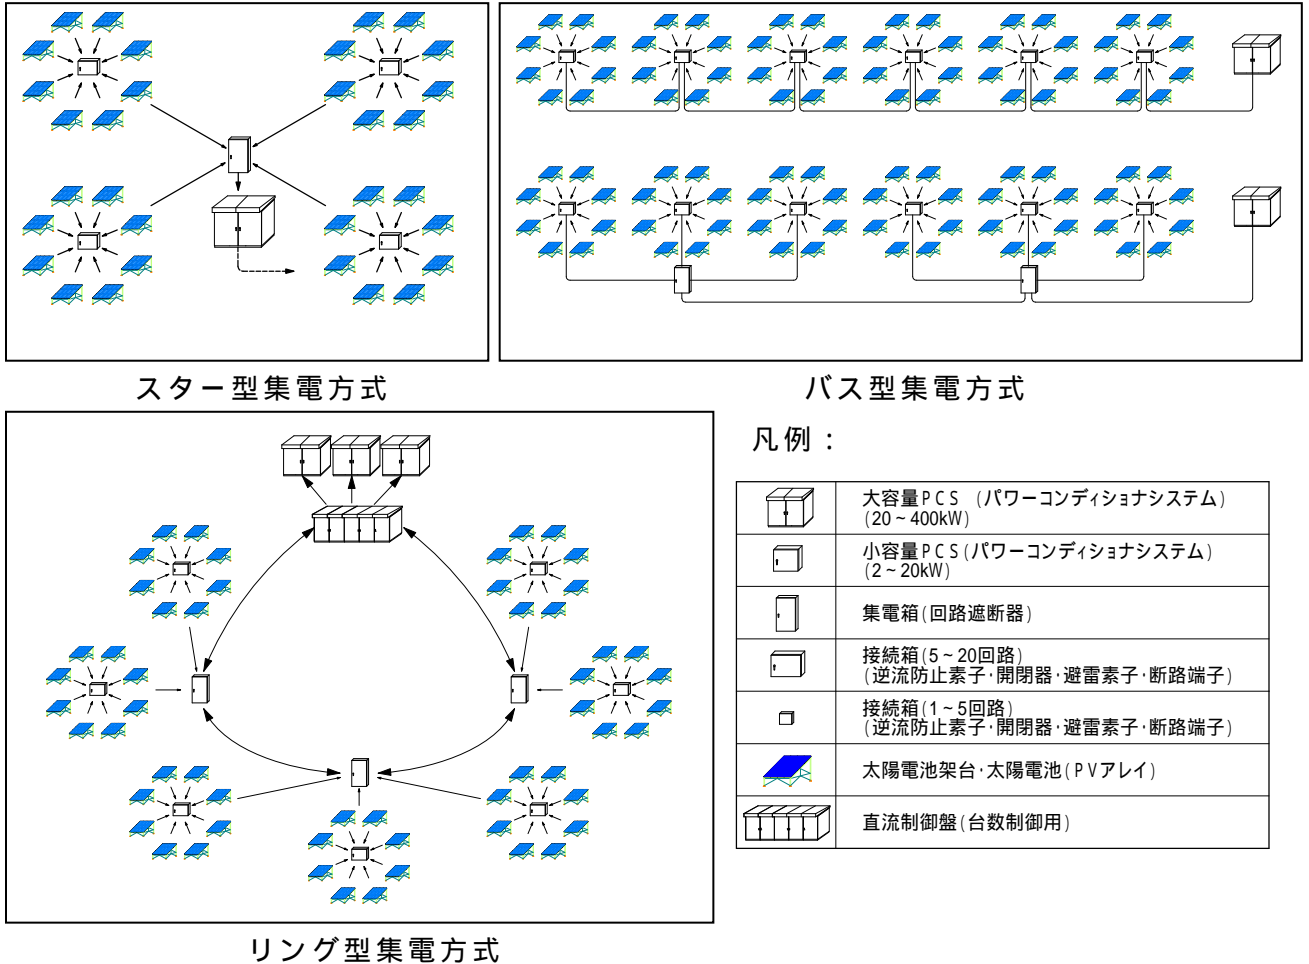 スター型集電方式
バス型集電方式
リング型集電方式
凡例：
大容量PCS （パワーコンディショナシステム）
(20～400kW)
小容量PCS(パワーコンディショナシステム)
(2～20kW)
集電箱(回路遮断器)
接続箱(5～20回路)
(逆流防止素子･開閉器･避雷素子･断路端子)
接続箱(1～5回路)
(逆流防止素子･開閉器･避雷素子･断路端子)
太陽電池架台･太陽電池(PVアレイ)
直流制御盤(台数制御用)